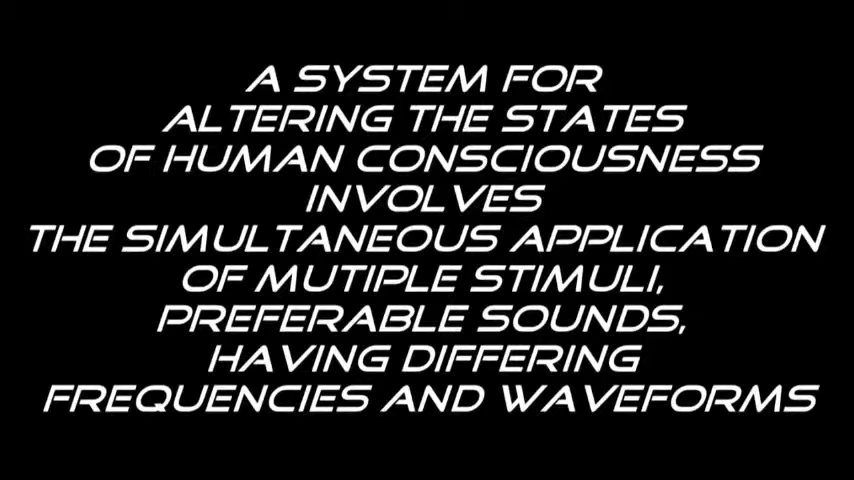 A SYSTEM FOR
ALTERING THE STATES
OF HUMAN CONSCIOUSNESS
INVOLVES
THE SIMULTANEOUS APPLICATION
OF MUTIPLE STIMULI,
PREFERABLE SOUNDS,
HAVING DIFFERING
FREQUENCIES AND WAVEFORMS